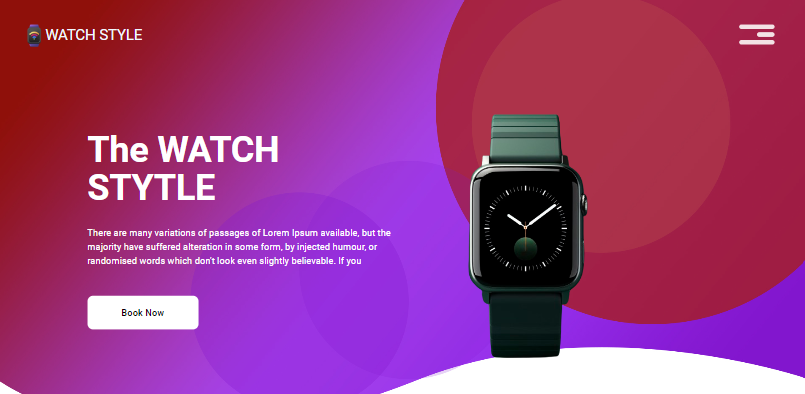 WATCH STYLE
The WATCH
STYTLE
There are many variations of passages of Lorem Ipsum available, but the
majority have suffered alteration in some form, by injected humour, or
randomised words which don't look even slightly believable. If you
Book Now